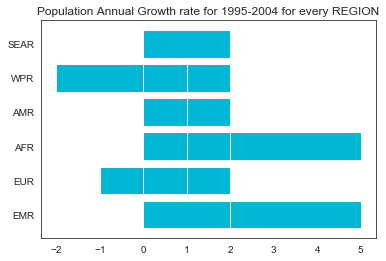 Population Annual Growth rate for 1995-2004 for every REGION
SEAR
WPR
AMR
AFR
EUR
EMR
−2 −1 0 1 2 3 4 5